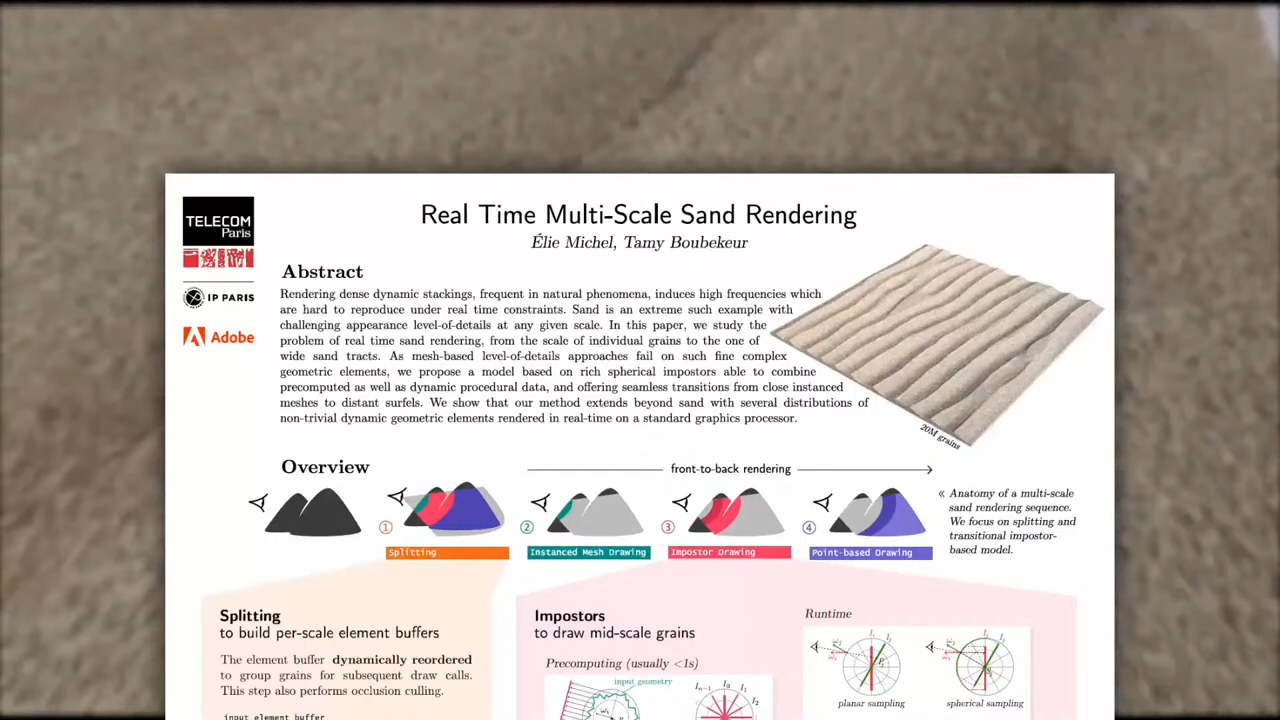 TELECOM
Paris
IP PARIS
Adobe
Real Time Multi-Scale Sand Rendering
Élie Michel, Tamy Boubekeur
Abstract
Rendering dense dynamic stackings, frequent in natural phenomena, induces high frequencies which
are hard to reproduce under real time constraints. Sand is an extreme such example with
challenging appearance level-of-details at any given scale. In this paper, we study the
problem of real time sand rendering, from the scale of individual grains to the one of
wide sand tracts. As mesh-based level-of-details approaches fail on such fine complex
geometric elements, we propose a model based on rich spherical impostors able to combine
precomputed as well as dynamic procedural data, and offering seamless transitions from close instanced
meshes to distant surfels. We show that our method extends beyond sand with several distributions of
non-trivial dynamic geometric elements rendered in real-time on a standard graphics processor.
20M grains
Overview
front-to-back rendering
1
2
3
4
Splitting
Instanced Mesh Drawing
Impostor Drawing
Point-based Drawing
« Anatomy of a multi-scale
sand rendering sequence.
We focus on splitting and
transitional impostor-
based model.
Splitting
to build per-scale element buffers
The element buffer dynamically reordered
to group grains for subsequent draw calls.
This step also performs occlusion culling.
input element buffer
Impostors
to draw mid-scale grains
Precomputing (usually <1s)
input geometry
Runtime
planar sampling
spherical sampling